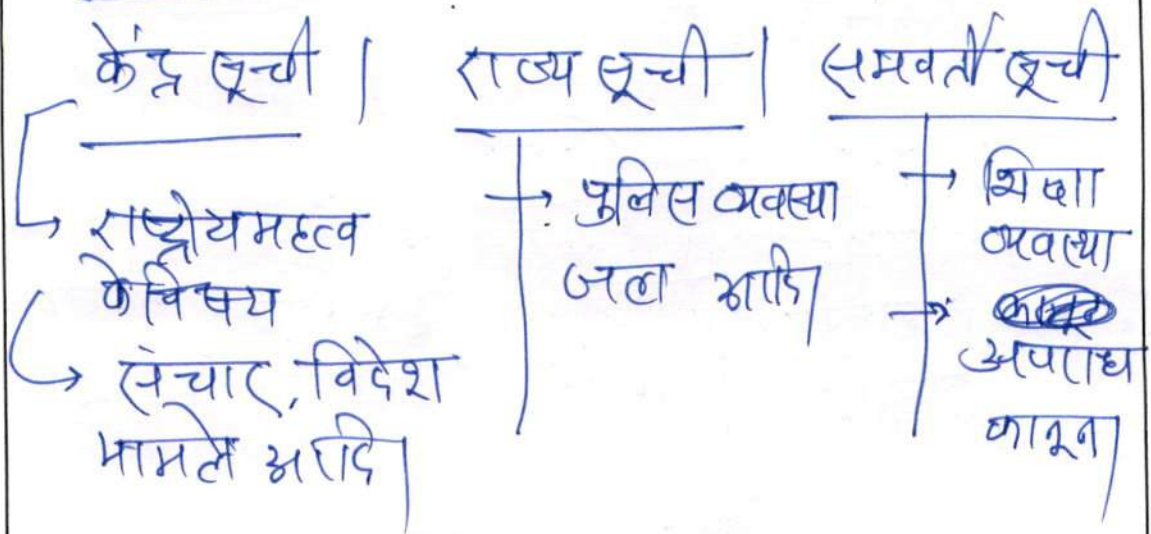 केंद्र सूची | राज्य सूची | समवर्ती सूची
→ राष्ट्रीय महत्व
के विषय
→ संचार, विदेश
मामले आदि|
→ पुलिस व्यवस्था
जल आदि|
→ शिक्षा
व्यवस्था
→
अपराध
कानून|